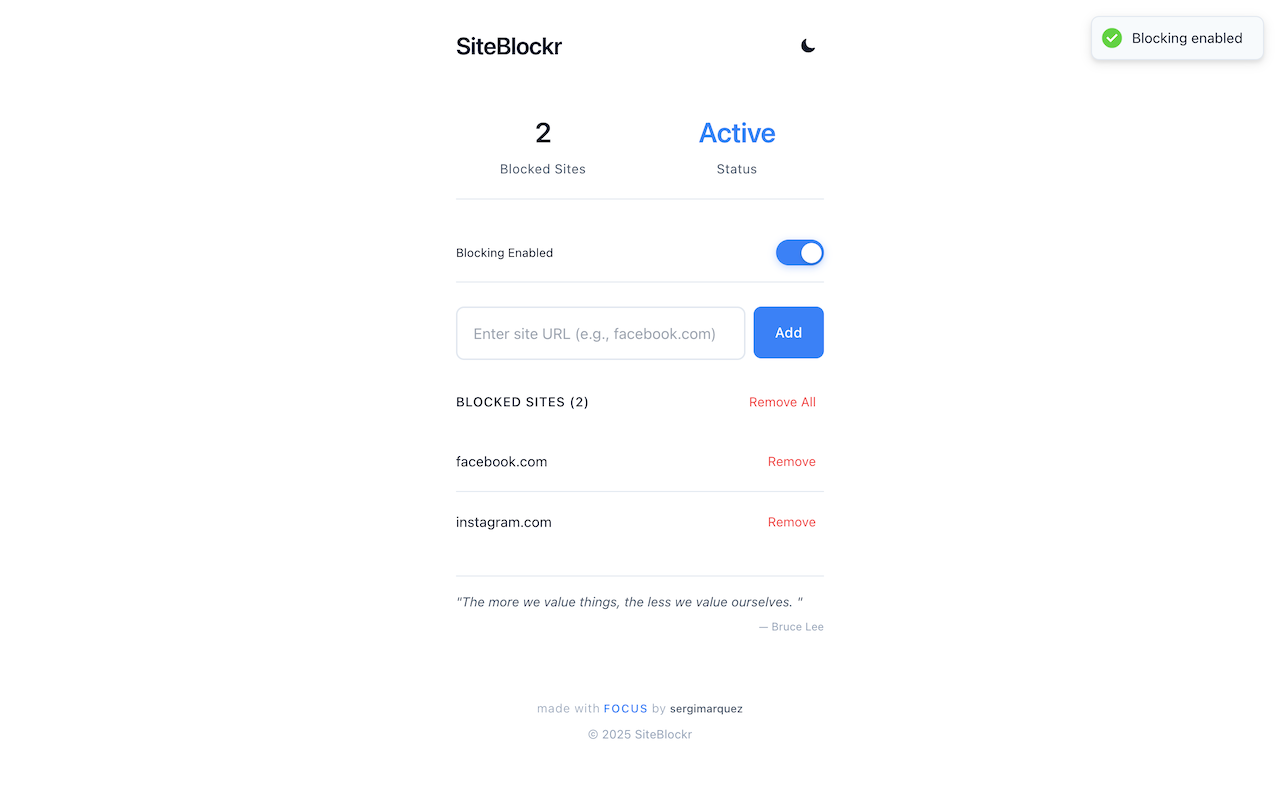 SiteBlockr
Blocking enabled
2
Active
Blocked Sites
Status
Blocking Enabled
Enter site URL (e.g., facebook.com)
Add
BLOCKED SITES (2)
Remove All
facebook.com
Remove
instagram.com
Remove
"The more we value things, the less we value ourselves. "
— Bruce Lee
made with FOCUS by sergimarquez
© 2025 SiteBlockr